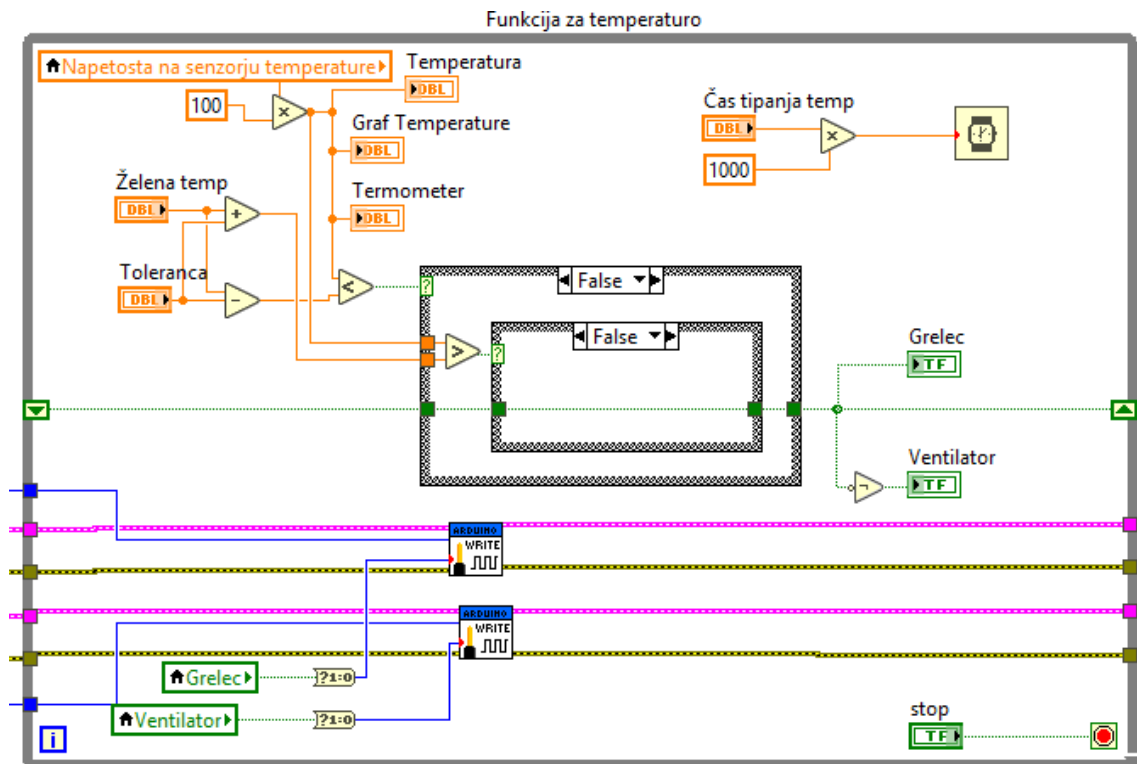 Funkcija za temperaturo
Napetosta na senzorju temperature
Temperatura
DBL
100
×
Graf Temperature
DBL
Čas tipanja temp
DBL
×
1000
Želena temp
DBL
+
Termometer
DBL
Toleranca
DBL
−
<
?
False
>
?
False
Grelec
TF
Ventilator
TF
ARDUINO
WRITE
ARDUINO
WRITE
Grelec
?1:0
Ventilator
?1:0
i
stop
TF